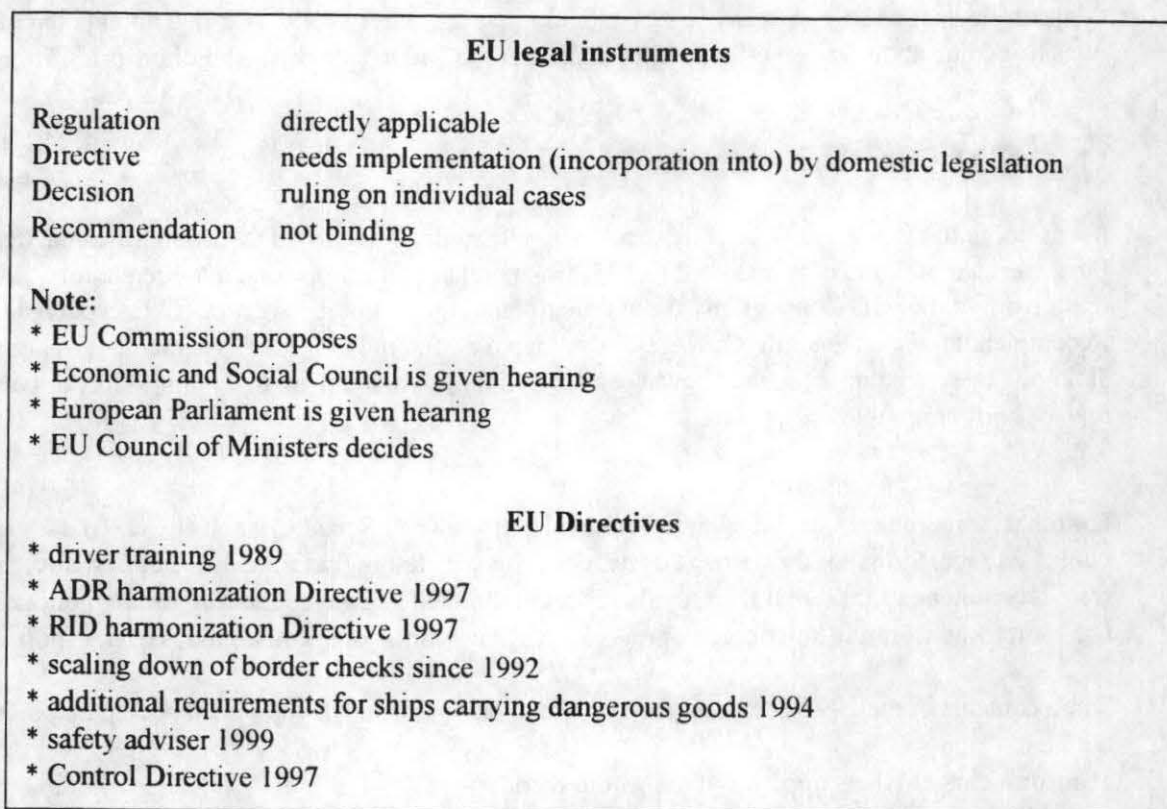 EU legal instruments
Regulation directly applicable
Directive needs implementation (incorporation into) by domestic legislation
Decision ruling on individual cases
Recommendation not binding
Note:
* EU Commission proposes
* Economic and Social Council is given hearing
* European Parliament is given hearing
* EU Council of Ministers decides
EU Directives
* driver training 1989
* ADR harmonization Directive 1997
* RID harmonization Directive 1997
* scaling down of border checks since 1992
* additional requirements for ships carrying dangerous goods 1994
* safety adviser 1999
* Control Directive 1997